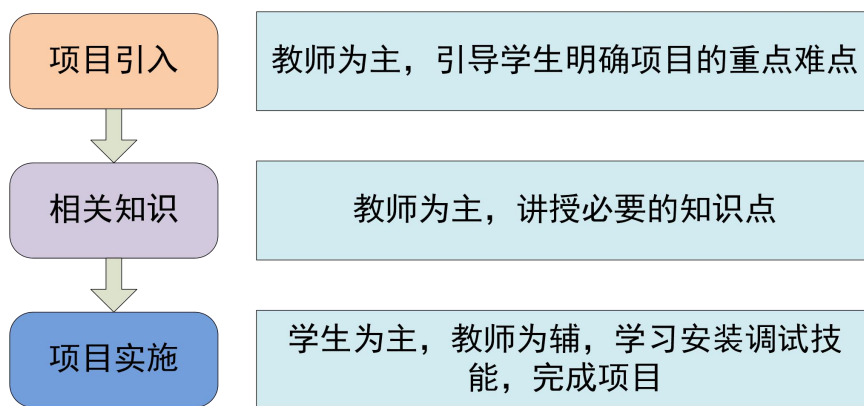 项目引入
教师为主，引导学生明确项目的重点难点
相关知识
教师为主，讲授必要的知识点
项目实施
学生为主，教师为辅，学习安装调试技
能，完成项目